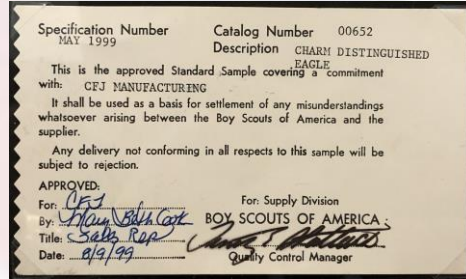 Specification Number Catalog Number 00652
MAY 1999 Description CHARM DISTINGUISHED
EAGLE
This is the approved Standard Sample covering a commitment
with: CFJ MANUFACTURING
It shall be used as a basis for settlement of any misunderstandings
whatsoever arising between the Boy Scouts of America and the
supplier.
Any delivery not conforming in all respects to this sample will be
subject to rejection.
APPROVED:
For: CFJ For: Supply Division
By: Mary Beth Cook BOY SCOUTS OF AMERICA
Title: Sales Rep
Date: 8/9/99 Quality Control Manager